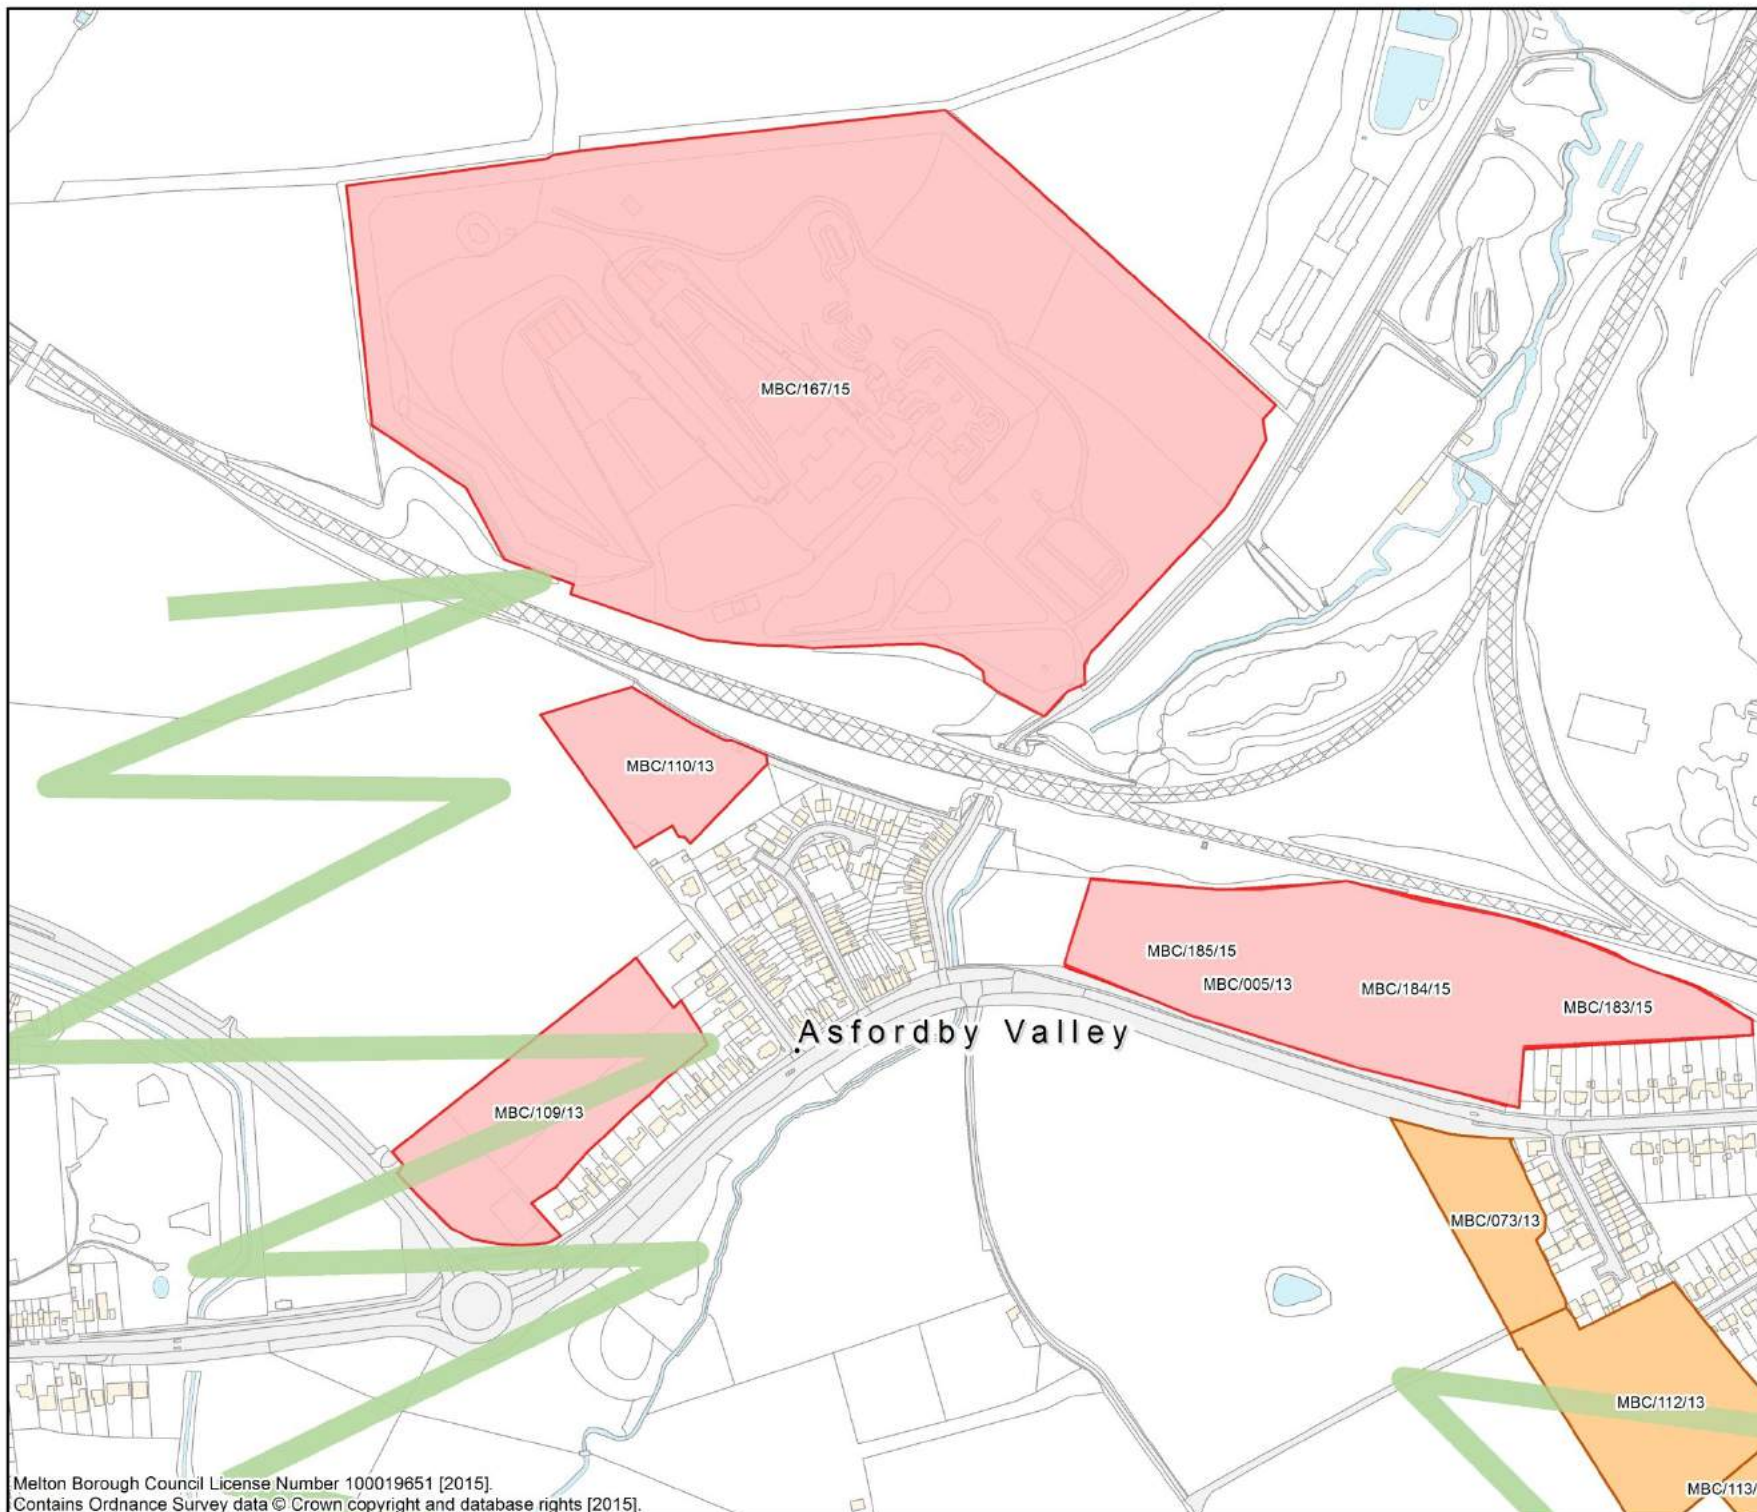 MBC/167/15
MBC/110/13
MBC/185/15
MBC/005/13
MBC/184/15
MBC/183/15
Asfordby Valley
MBC/109/13
MBC/073/13
MBC/112/13
MBC/113/
Melton Borough Council License Number 100019651 [2015].
Contains Ordnance Survey data © Crown copyright and database rights [2015].